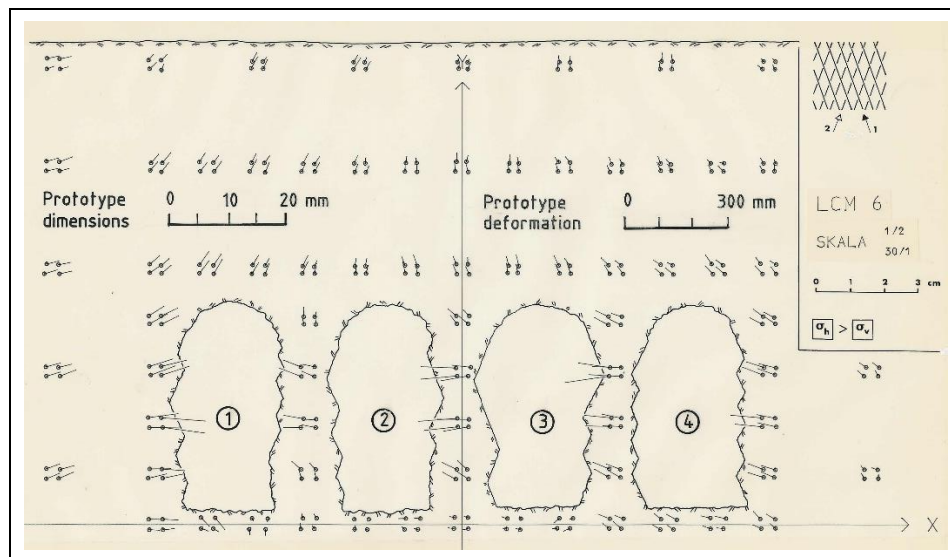 2 1
Prototype dimensions
0 10 20 mm
Prototype deformation
0 300 mm
LCM 6
SKALA 1/2
30/1
0 1 2 3 cm
σh > σv
1
2
3
4
X